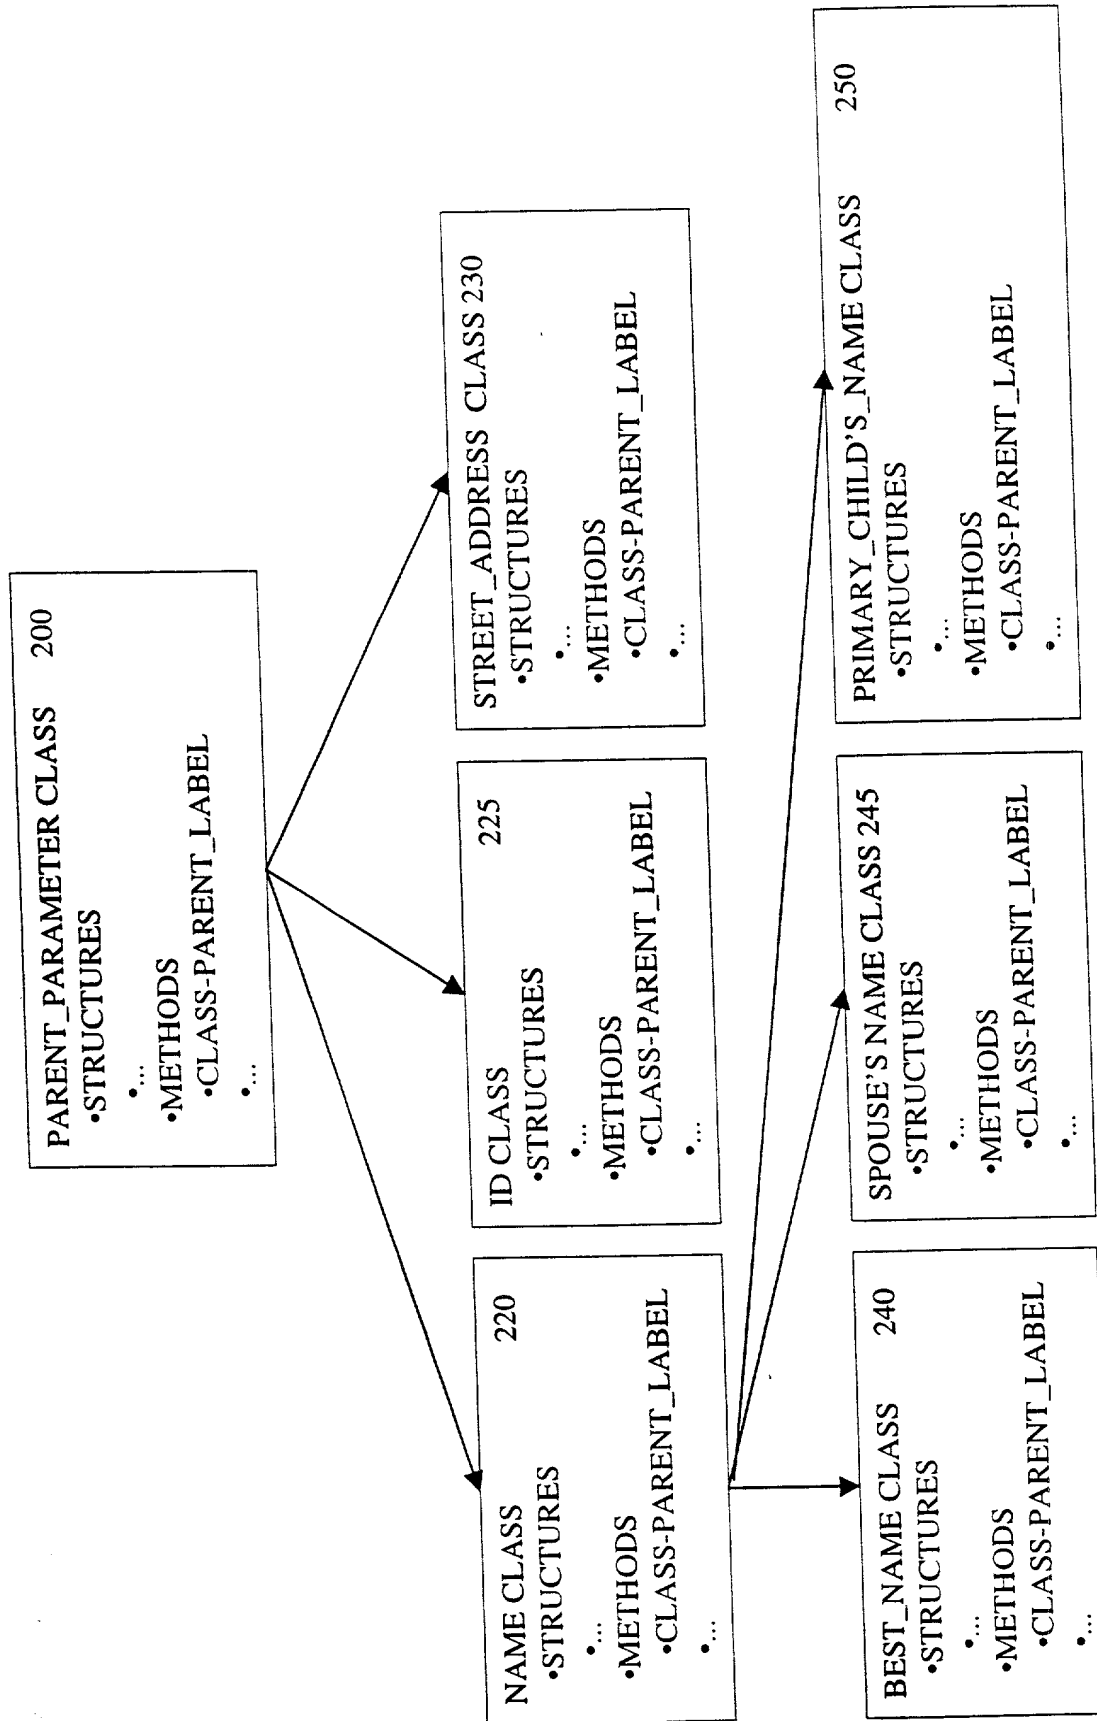 PARENT_PARAMETER CLASS 200
•STRUCTURES
•...
•METHODS
•CLASS-PARENT_LABEL
•...
NAME CLASS 220
•STRUCTURES
•...
•METHODS
•CLASS-PARENT_LABEL
•...
ID CLASS 225
•STRUCTURES
•...
•METHODS
•CLASS-PARENT_LABEL
•...
STREET_ADDRESS CLASS 230
•STRUCTURES
•...
•METHODS
•CLASS-PARENT_LABEL
•...
BEST_NAME CLASS 240
•STRUCTURES
•...
•METHODS
•CLASS-PARENT_LABEL
•...
SPOUSE'S NAME CLASS 245
•STRUCTURES
•...
•METHODS
•CLASS-PARENT_LABEL
•...
PRIMARY_CHILD'S_NAME CLASS 250
•STRUCTURES
•...
•METHODS
•CLASS-PARENT_LABEL
•...